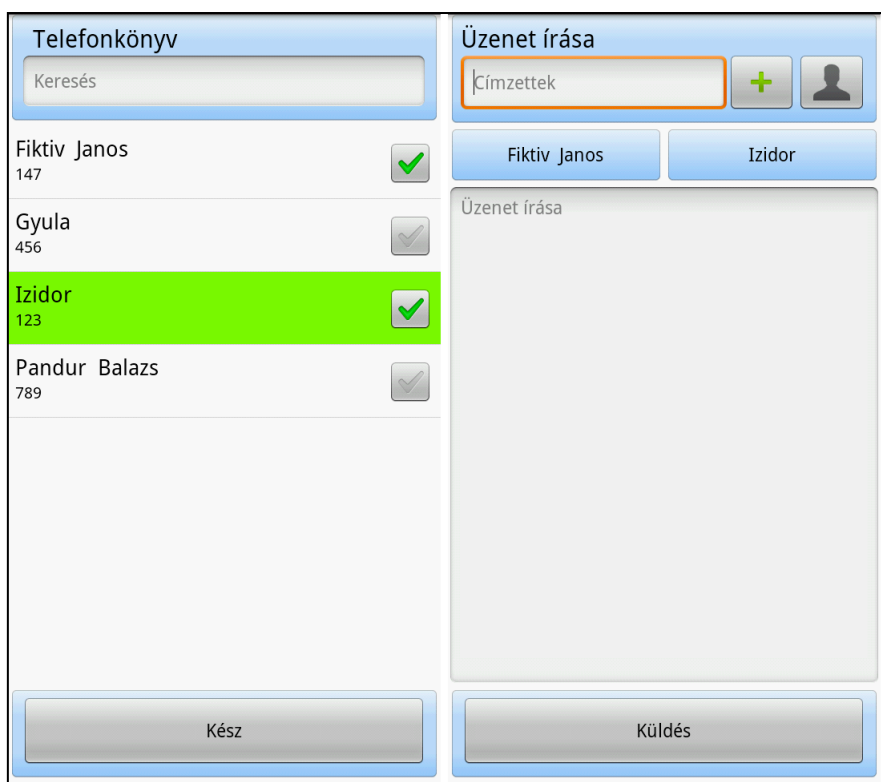 Telefonkönyv
Keresés
Fiktiv Janos
147
Gyula
456
Izidor
123
Pandur Balazs
789
Kész
Üzenet írása
Címzettek
Fiktiv Janos
Izidor
Üzenet írása
Küldés